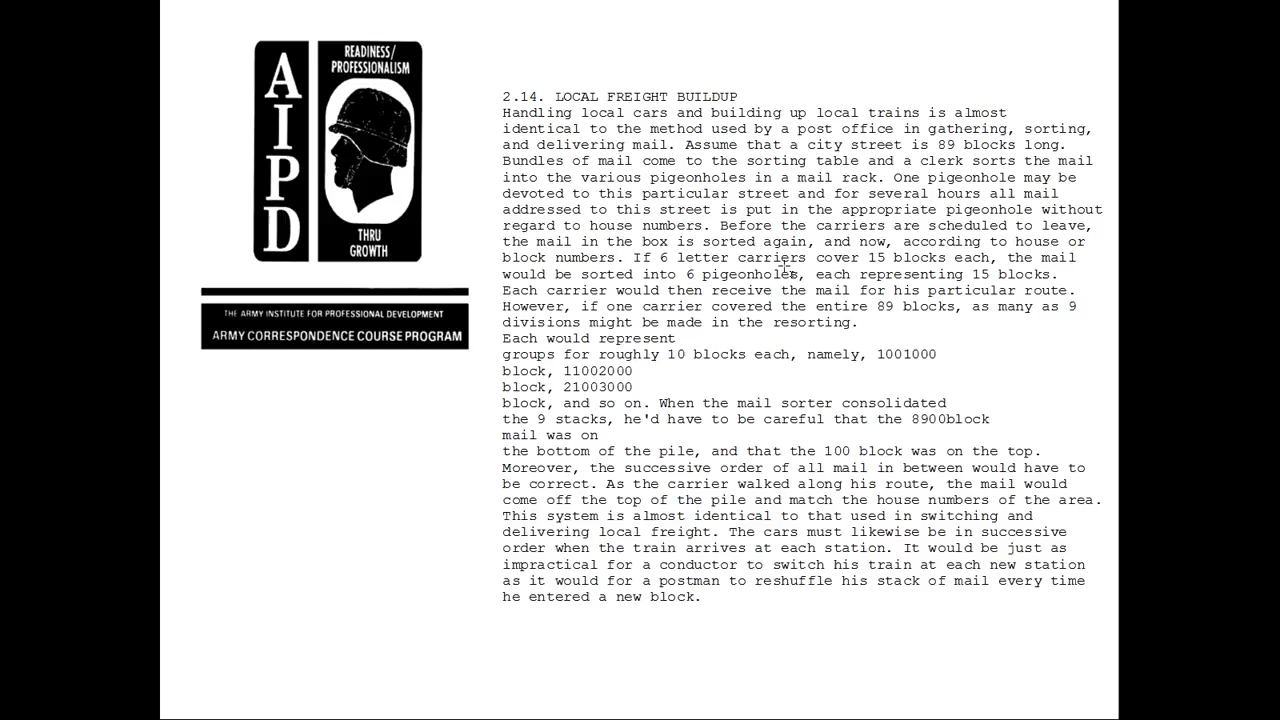 A
I
P
D
READINESS/
PROFESSIONALISM
THRU
GROWTH
THE ARMY INSTITUTE FOR PROFESSIONAL DEVELOPMENT
ARMY CORRESPONDENCE COURSE PROGRAM
2.14. LOCAL FREIGHT BUILDUP
Handling local cars and building up local trains is almost
identical to the method used by a post office in gathering, sorting,
and delivering mail. Assume that a city street is 89 blocks long.
Bundles of mail come to the sorting table and a clerk sorts the mail
into the various pigeonholes in a mail rack. One pigeonhole may be
devoted to this particular street and for several hours all mail
addressed to this street is put in the appropriate pigeonhole without
regard to house numbers. Before the carriers are scheduled to leave,
the mail in the box is sorted again, and now, according to house or
block numbers. If 6 letter carriers cover 15 blocks each, the mail
would be sorted into 6 pigeonholes, each representing 15 blocks.
Each carrier would then receive the mail for his particular route.
However, if one carrier covered the entire 89 blocks, as many as 9
divisions might be made in the resorting.
Each would represent
groups for roughly 10 blocks each, namely, 1001000
block, 11002000
block, 21003000
block, and so on. When the mail sorter consolidated
the 9 stacks, he'd have to be careful that the 8900block
mail was on
the bottom of the pile, and that the 100 block was on the top.
Moreover, the successive order of all mail in between would have to
be correct. As the carrier walked along his route, the mail would
come off the top of the pile and match the house numbers of the area.
This system is almost identical to that used in switching and
delivering local freight. The cars must likewise be in successive
order when the train arrives at each station. It would be just as
impractical for a conductor to switch his train at each new station
as it would for a postman to reshuffle his stack of mail every time
he entered a new block.